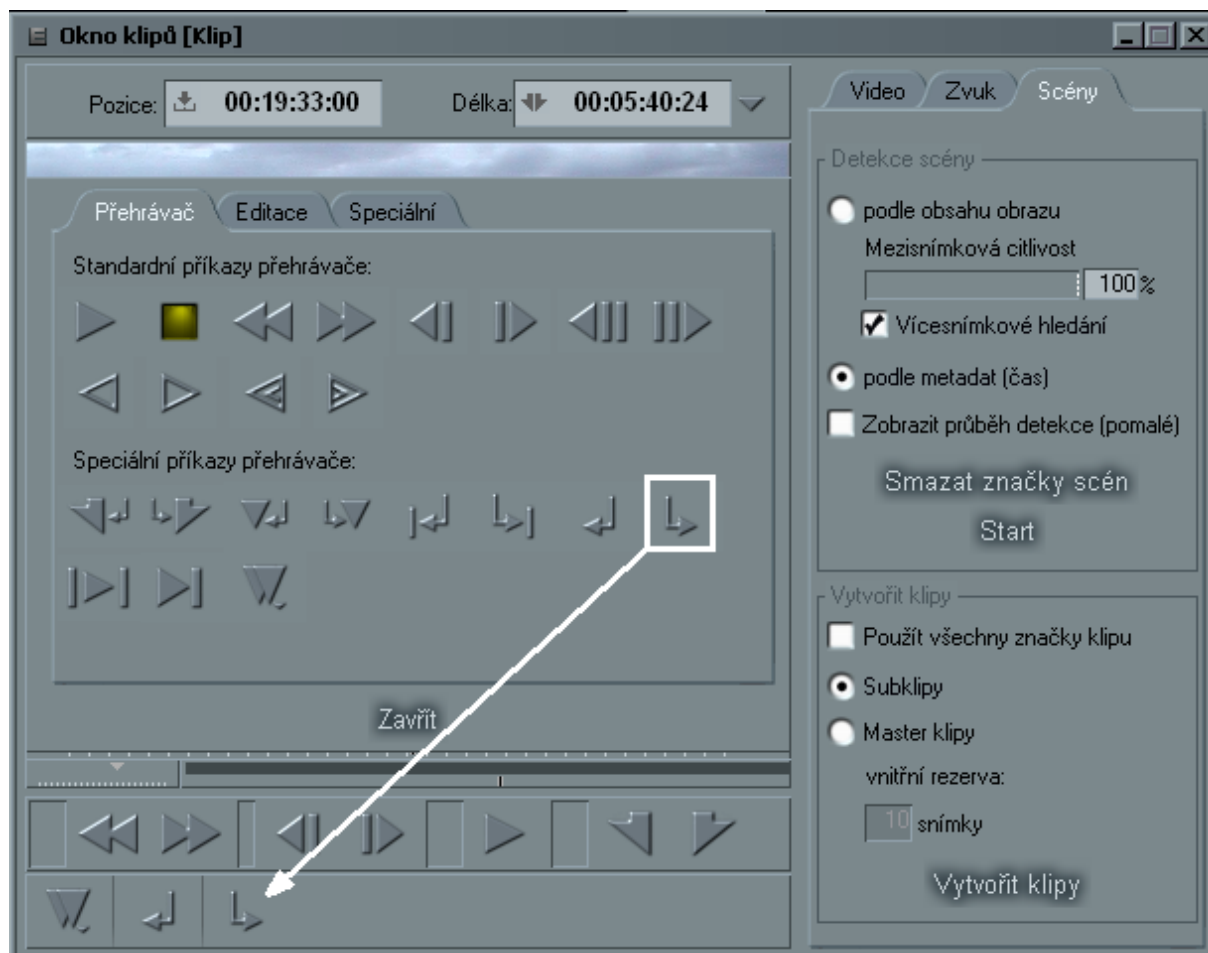 Okno klipů [Klip]
Pozice: 00:19:33:00 Délka: 00:05:40:24
Přehrávač Editace Speciální
Standardní příkazy přehrávače:
Speciální příkazy přehrávače:
Zavřít
Video Zvuk Scény
Detekce scény
podle obsahu obrazu
Mezisnímková citlivost
100 %
Vícesnímkové hledání
podle metadat (čas)
Zobrazit průběh detekce (pomalé)
Smazat značky scén
Start
Vytvořit klipy
Použít všechny značky klipu
Subklipy
Master klipy
vnitřní rezerva:
10 snímky
Vytvořit klipy